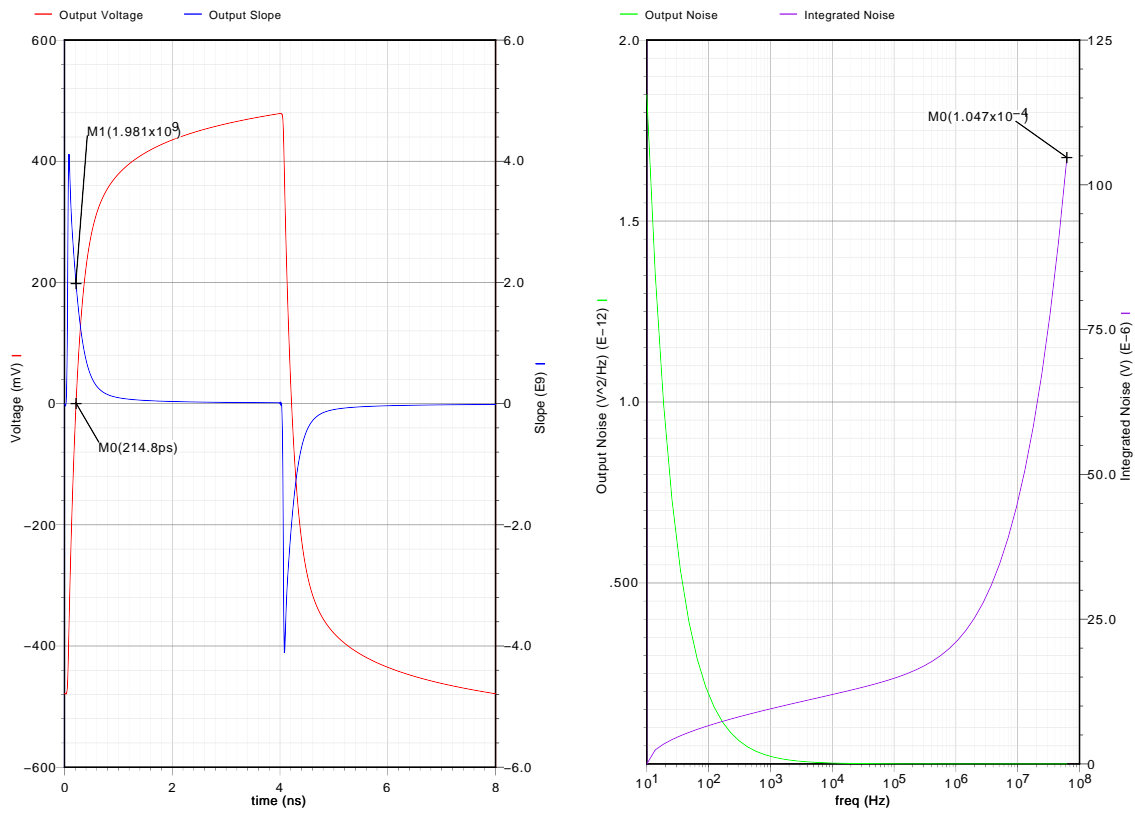 Output Voltage Output Slope
600 6.0
400 4.0
200 2.0
0 0
−200 −2.0
−400 −4.0
−600 −6.0
M1(1.981x10⁹)
M0(214.8ps)
Voltage (mV)
Slope (E9)
0 2 4 6 8
time (ns)
Output Noise Integrated Noise
2.0 125
1.5 100
1.0 75.0
.500 50.0
25.0
0
M0(1.047x10⁻⁴)
Output Noise (V^2/Hz) (E−12)
Integrated Noise (V) (E−6)
10¹ 10² 10³ 10⁴ 10⁵ 10⁶ 10⁷ 10⁸
freq (Hz)